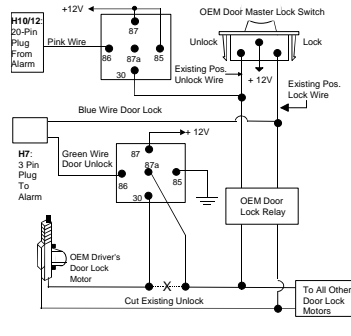 H10/12:
20-Pin
Plug
From
Alarm
+12V
Pink Wire
87
86
87a
85
30
OEM Door Master Lock Switch
Unlock
Lock
Existing Pos.
Unlock Wire
+ 12V
Existing Pos.
Lock Wire
Blue Wire Door Lock
H7:
3 Pin
Plug
To
Alarm
Green Wire
Door Unlock
+ 12V
87
87a
86
85
30
OEM Door
Lock Relay
OEM Driver's
Door Lock
Motor
X
Cut Existing Unlock
To All Other
Door Lock
Motors